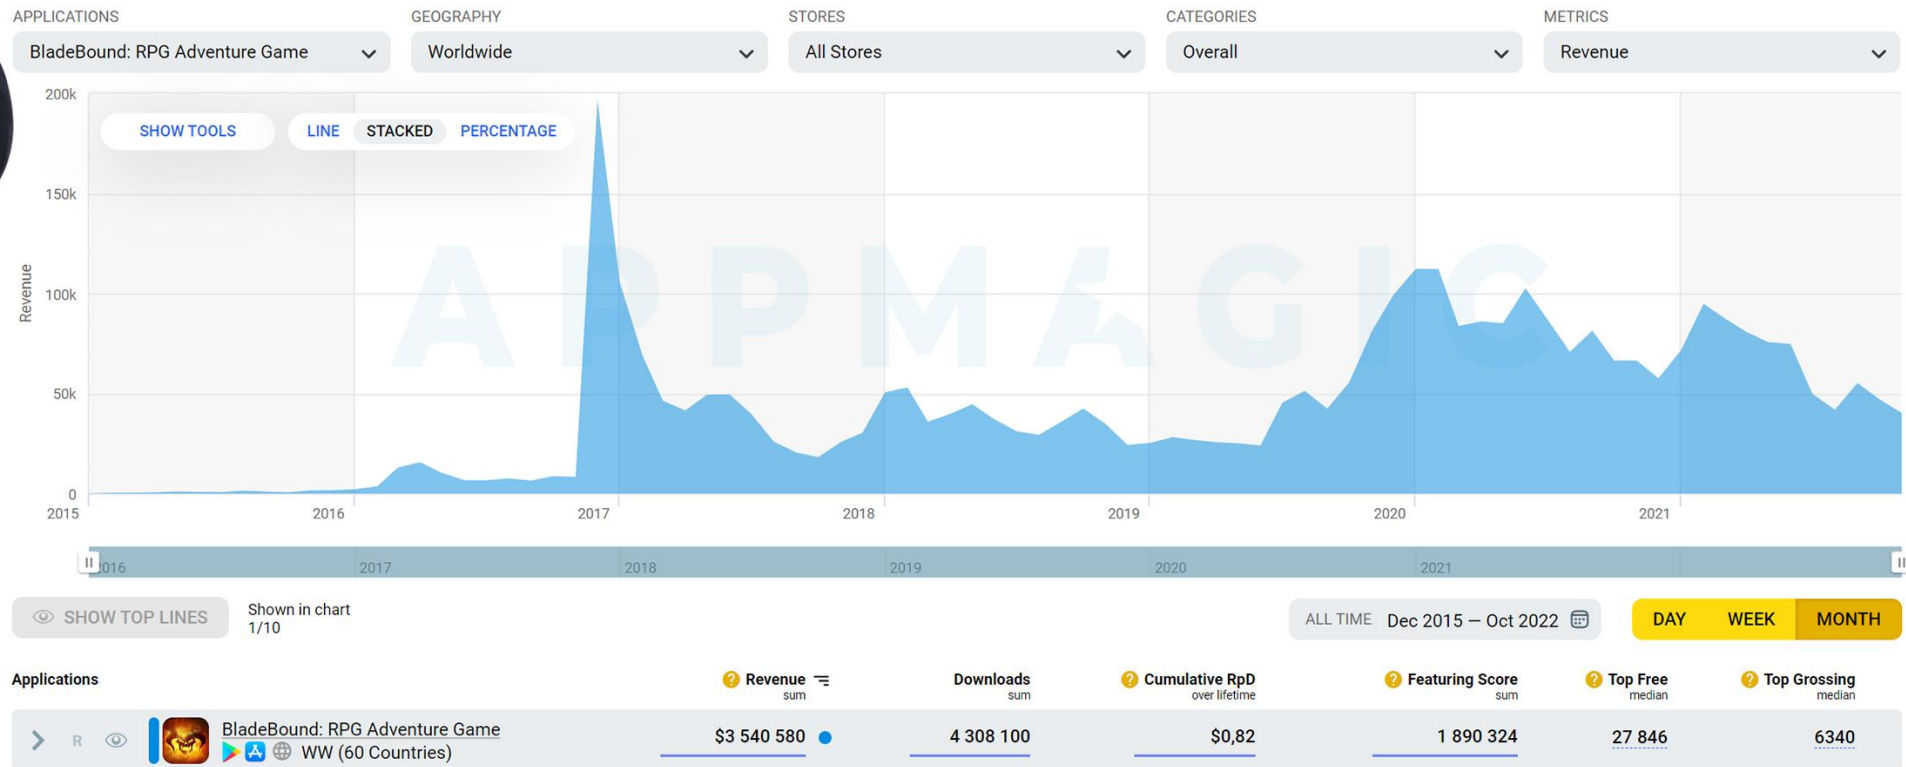 APPLICATIONS GEOGRAPHY STORES CATEGORIES METRICS
BladeBound: RPG Adventure Game Worldwide All Stores Overall Revenue
200k
SHOW TOOLS LINE STACKED PERCENTAGE
150k
APPMAGIC
Revenue
100k
50k
0
2015 2016 2017 2018 2019 2020 2021
016 2017 2018 2019 2020 2021
SHOW TOP LINES
Shown in chart
1/10
ALL TIME Dec 2015 – Oct 2022 DAY WEEK MONTH
Applications ? Revenue Downloads ? Cumulative RpD ? Featuring Score ? Top Free ? Top Grossing
sum sum over lifetime sum median median
R BladeBound: RPG Adventure Game $3 540 580 4 308 100 $0,82 1 890 324 27 846 6340
WW (60 Countries)